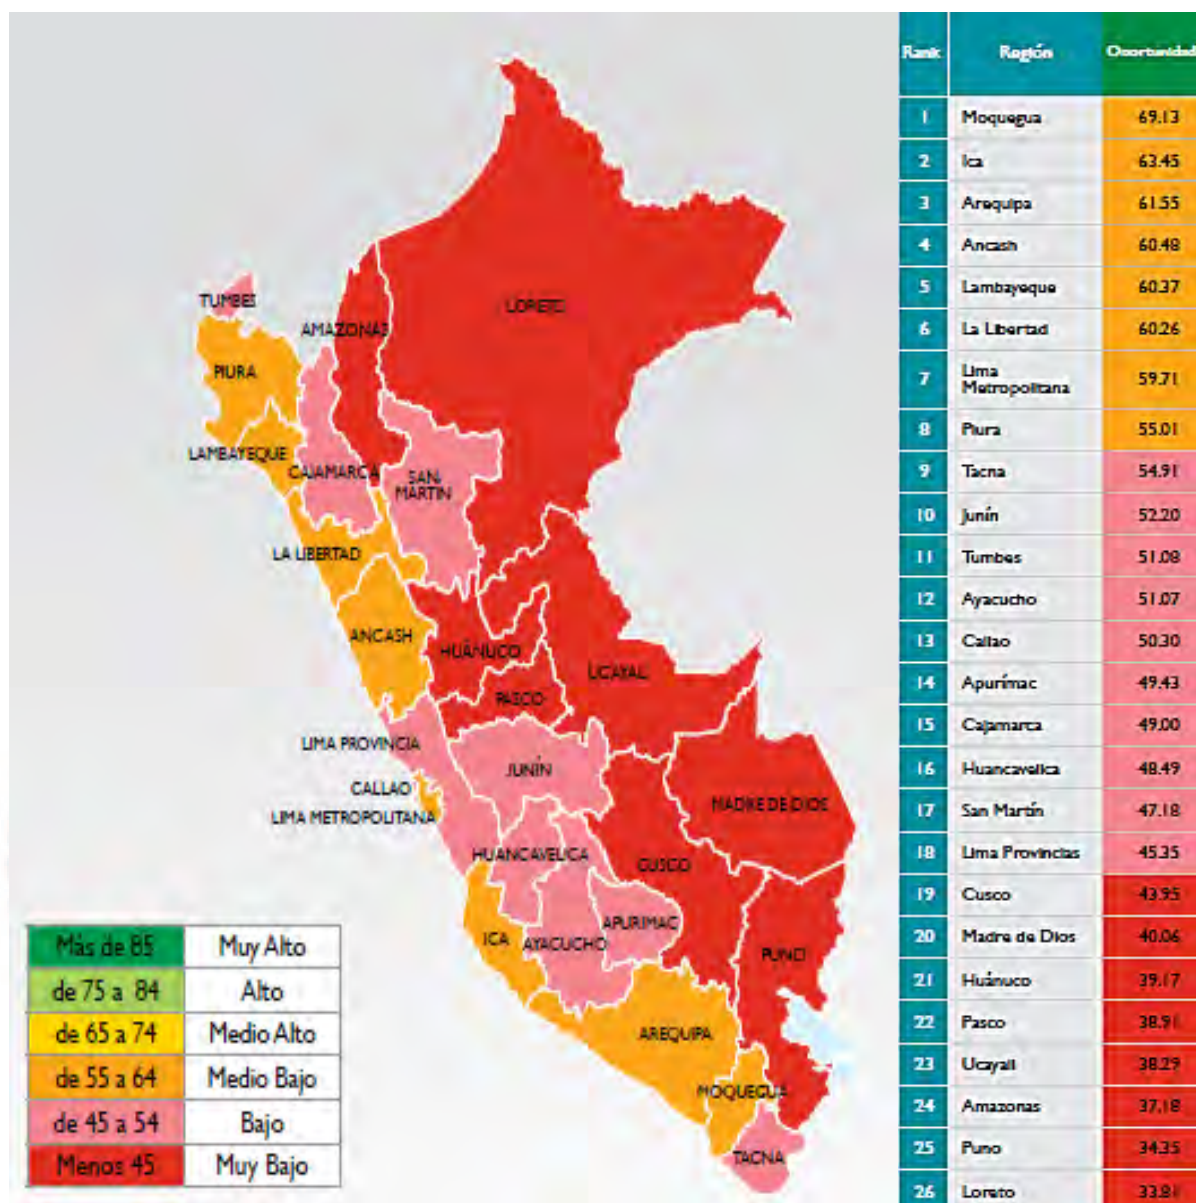 Rank Región Oportunidad
1 Moquegua 69.13
2 Ica 63.45
3 Arequipa 61.55
4 Ancash 60.48
5 Lambayeque 60.37
6 La Libertad 60.26
7 Lima Metropolitana 59.71
8 Piura 55.01
9 Tacna 54.91
10 Junín 52.20
11 Tumbes 51.08
12 Ayacucho 51.07
13 Callao 50.30
14 Apurímac 49.43
15 Cajamarca 49.00
16 Huancavelica 48.49
17 San Martín 47.18
18 Lima Provincias 45.35
19 Cusco 43.95
20 Madre de Dios 40.06
21 Huánuco 39.17
22 Pasco 38.91
23 Ucayali 38.29
24 Amazonas 37.18
25 Puno 34.35
26 Loreto 33.81
TUMBES
AMAZONAS
LORETO
PIURA
LAMBAYEQUE
CAJAMARCA
SAN
MARTIN
LA LIBERTAD
ANCASH
HUÁNUCO
UCAYALI
PASCO
LIMA PROVINCIA
JUNÍN
CALLAO
LIMA METROPOLITANA
MADRE DE DIOS
HUANCAVELICA
CUSCO
APURIMAC
ICA
AYACUCHO
PUNO
AREQUIPA
MOQUEGUA
TACNA
Más de 85 Muy Alto
de 75 a 84 Alto
de 65 a 74 Medio Alto
de 55 a 64 Medio Bajo
de 45 a 54 Bajo
Menos 45 Muy Bajo